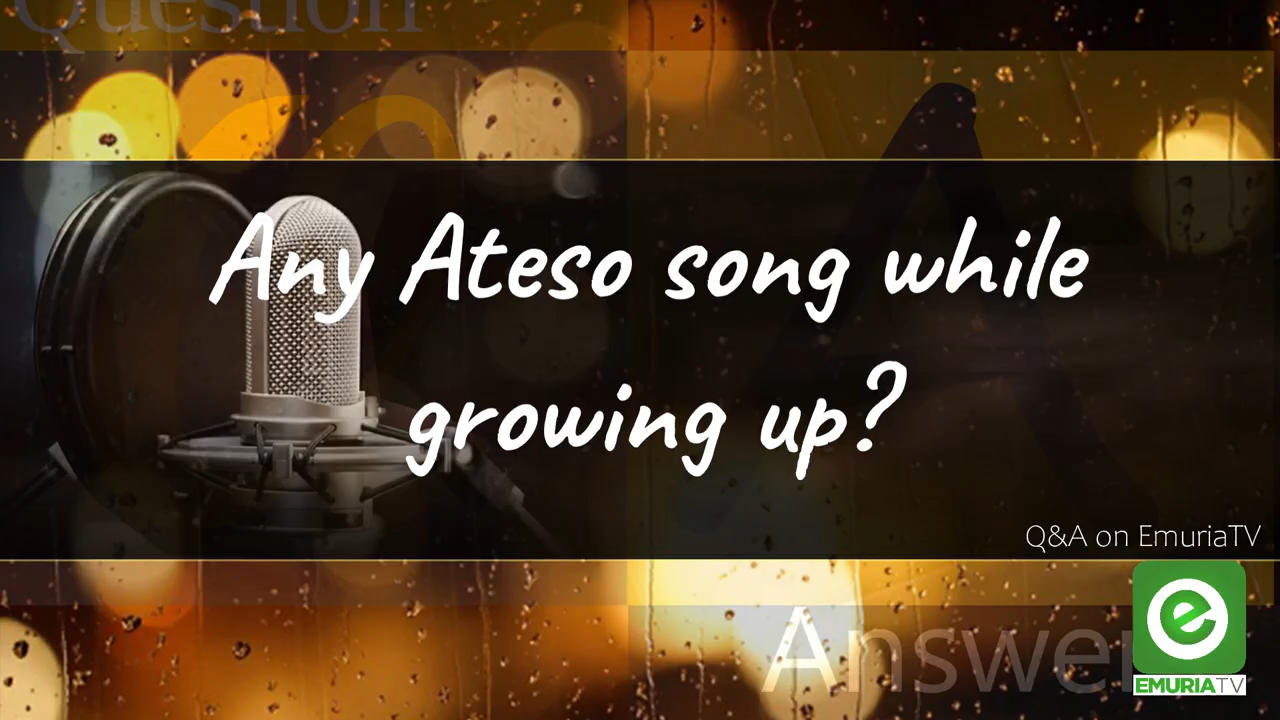 Question
Any Ateso song while
growing up?
Q&A on EmuriaTV
Answer
e
EMURIATV